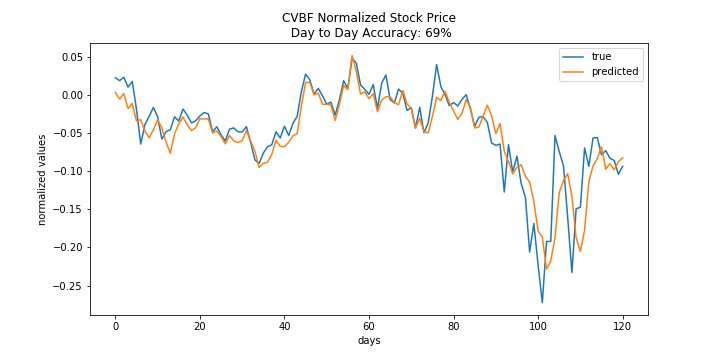 CVBF Normalized Stock Price
Day to Day Accuracy: 69%
true
predicted
normalized values
0.05
0.00
−0.05
−0.10
−0.15
−0.20
−0.25
0 20 40 60 80 100 120
days